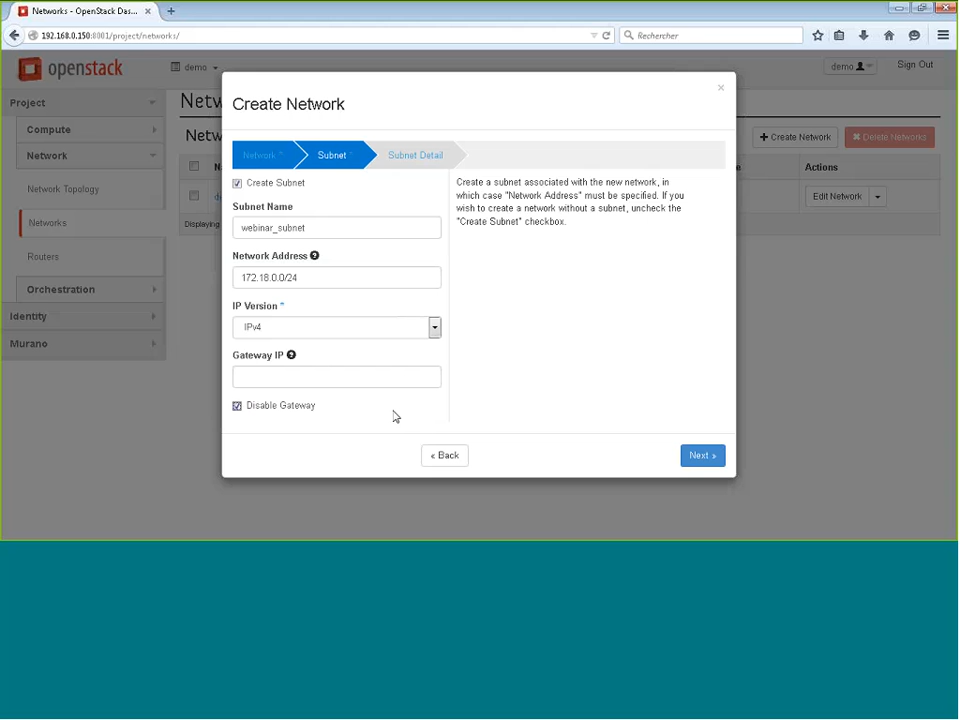 Networks - OpenStack Das...
192.168.0.150:8001/project/networks/
Rechercher
openstack
demo
demo
Sign Out
Project
Compute
Network
Network Topology
Networks
Routers
Orchestration
Identity
Murano
Netw
Netw
Create Network
Delete Networks
Actions
Edit Network
Displaying
Create Network
Network *
Subnet *
Subnet Detail
Create Subnet
Subnet Name
webinar_subnet
Network Address
172.18.0.0/24
IP Version *
IPv4
Gateway IP
Disable Gateway
Create a subnet associated with the new network, in
which case "Network Address" must be specified. If you
wish to create a network without a subnet, uncheck the
"Create Subnet" checkbox.
« Back
Next »